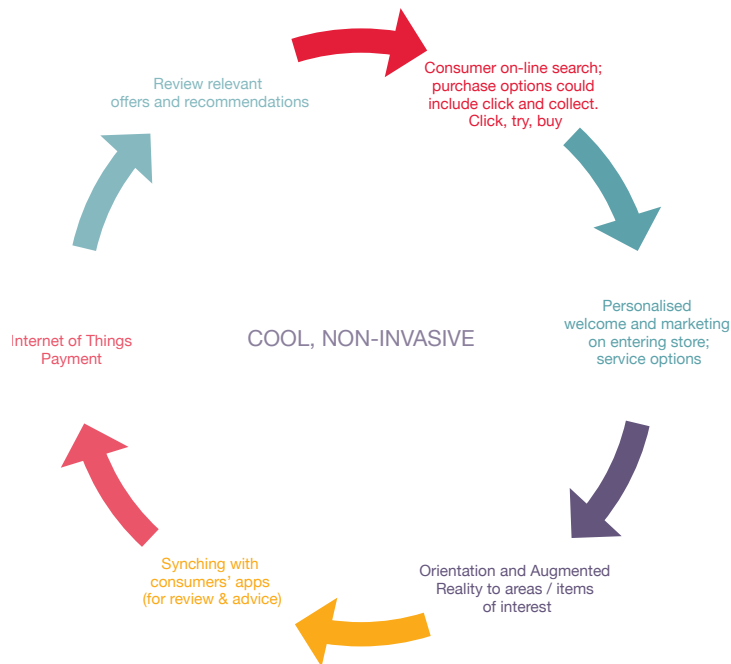 Review relevant
offers and recommendations
Consumer on-line search;
purchase options could
include click and collect.
Click, try, buy
Personalised
welcome and marketing
on entering store;
service options
Orientation and Augmented
Reality to areas / items
of interest
Synching with
consumers’ apps
(for review & advice)
Internet of Things
Payment
COOL, NON-INVASIVE